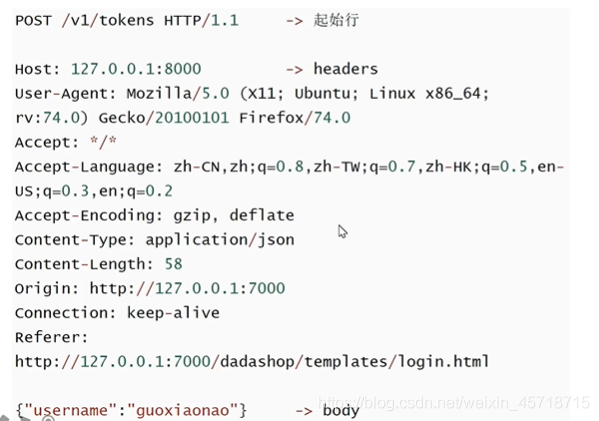 POST /v1/tokens HTTP/1.1 -> 起始行
Host: 127.0.0.1:8000 -> headers
User-Agent: Mozilla/5.0 (X11; Ubuntu; Linux x86_64;
rv:74.0) Gecko/20100101 Firefox/74.0
Accept: */*
Accept-Language: zh-CN,zh;q=0.8,zh-TW;q=0.7,zh-HK;q=0.5,en-
US;q=0.3,en;q=0.2
Accept-Encoding: gzip, deflate
Content-Type: application/json
Content-Length: 58
Origin: http://127.0.0.1:7000
Connection: keep-alive
Referer:
http://127.0.0.1:7000/dadashop/templates/login.html
{"username":"guoxiaonao"} -> body
https://blog.csdn.net/weixin_45718715